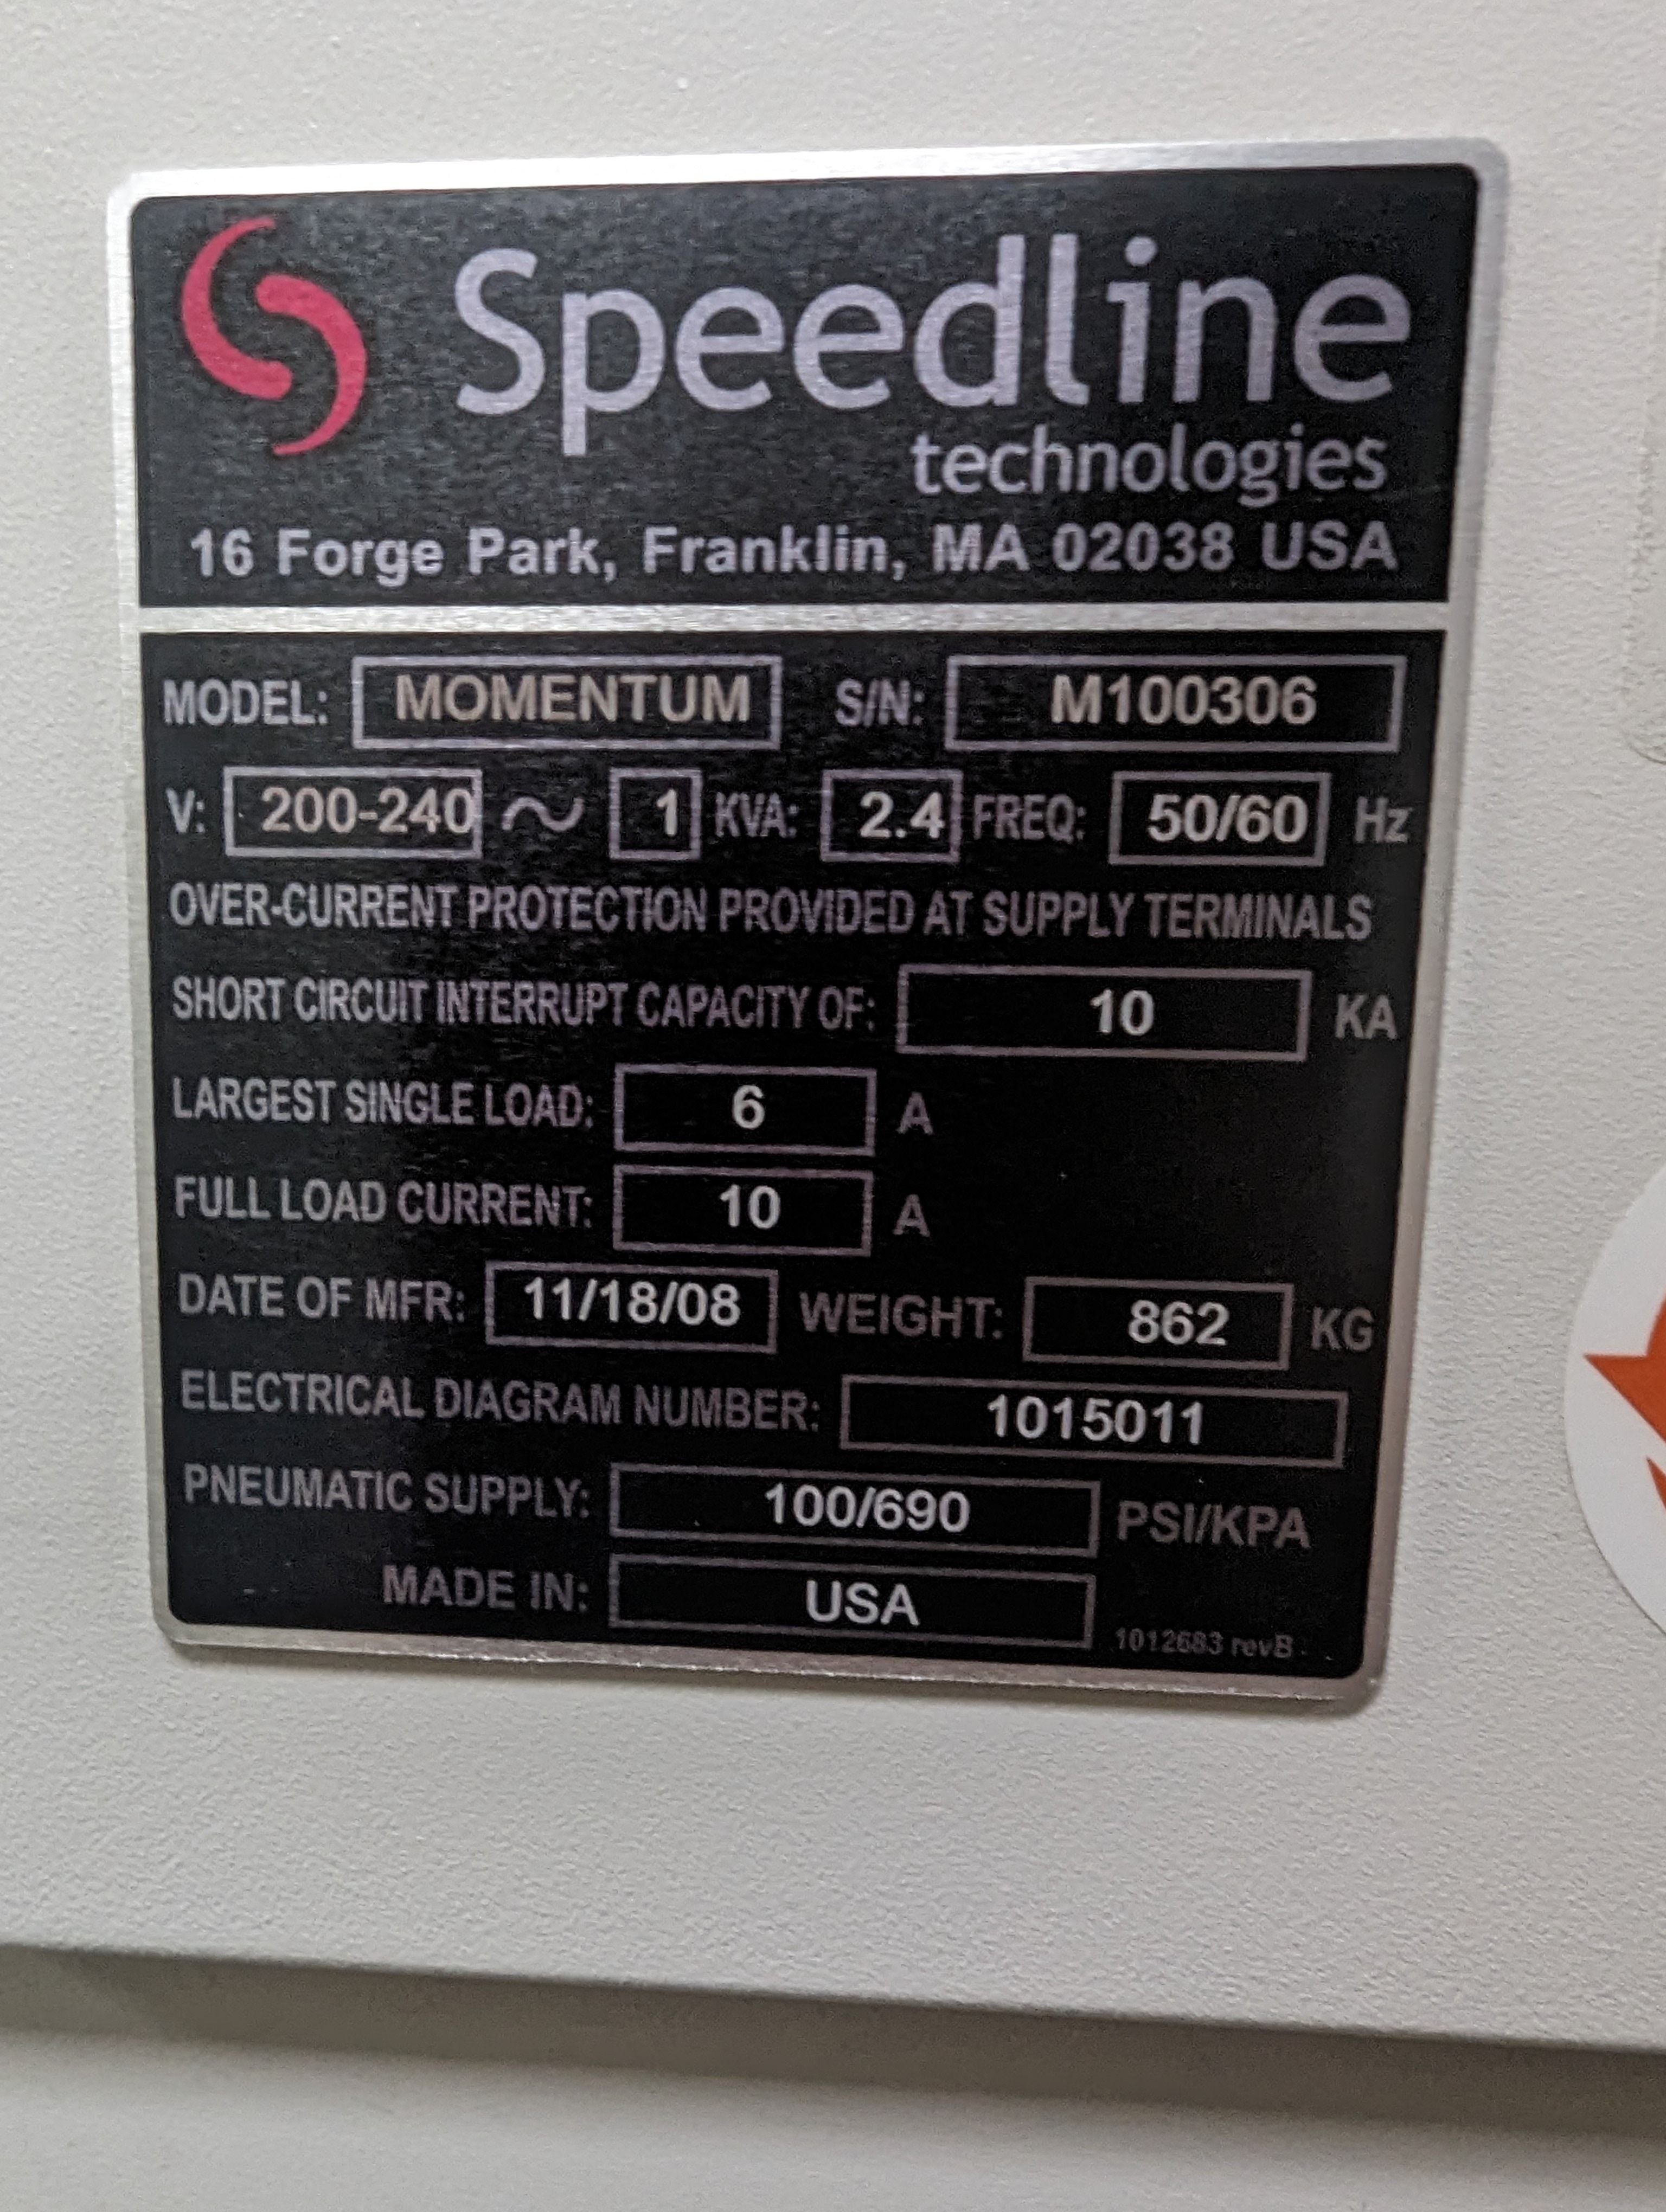 Speedline
technologies
16 Forge Park, Franklin, MA 02038 USA
MODEL: MOMENTUM S/N: M100306
V: 200-240 ~ 1 KVA: 2.4 FREQ: 50/60 Hz
OVER-CURRENT PROTECTION PROVIDED AT SUPPLY TERMINALS
SHORT CIRCUIT INTERRUPT CAPACITY OF: 10 KA
LARGEST SINGLE LOAD: 6 A
FULL LOAD CURRENT: 10 A
DATE OF MFR: 11/18/08 WEIGHT: 862 KG
ELECTRICAL DIAGRAM NUMBER: 1015011
PNEUMATIC SUPPLY: 100/690 PSI/KPA
MADE IN: USA
1012683 revB